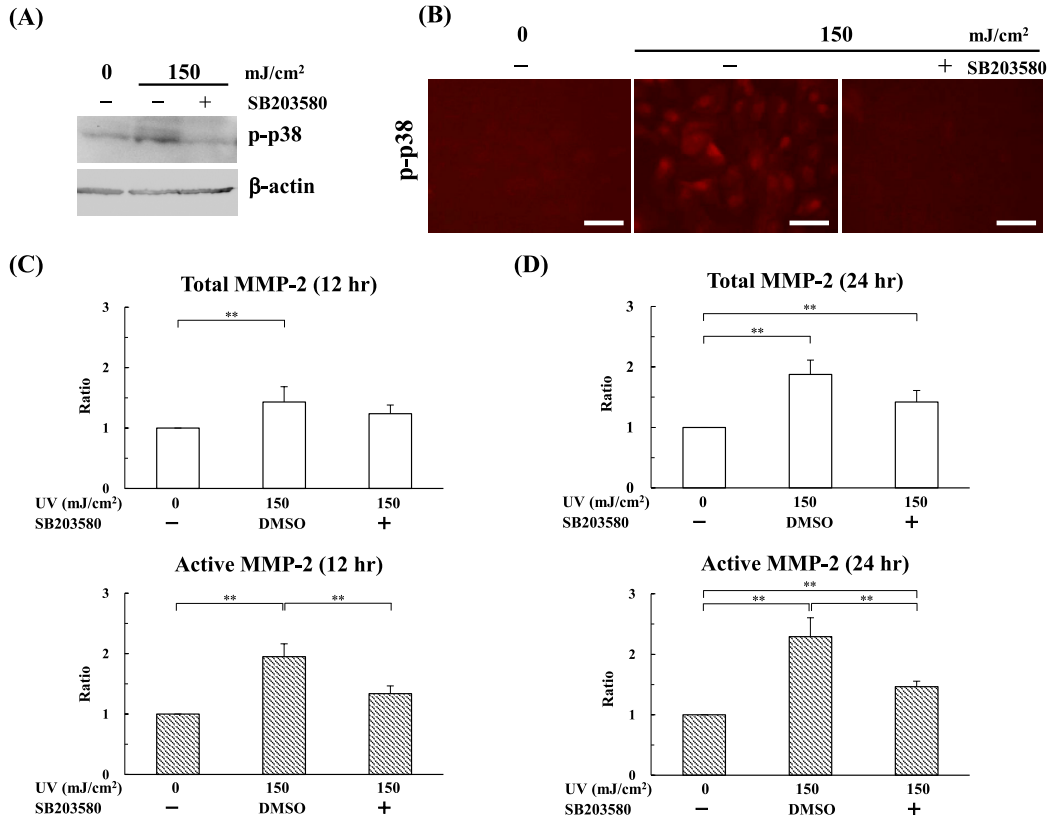 (A)
0 150 mJ/cm²
− − + SB203580
p-p38
β-actin
(B)
0 150 mJ/cm²
− − + SB203580
p-p38
(C)
Total MMP-2 (12 hr)
3
**
2
Ratio
1
0
UV (mJ/cm²) 0 150 150
SB203580 − DMSO +
Active MMP-2 (12 hr)
3
** **
2
Ratio
1
0
UV (mJ/cm²) 0 150 150
SB203580 − DMSO +
(D)
Total MMP-2 (24 hr)
3
**
**
2
Ratio
1
0
UV (mJ/cm²) 0 150 150
SB203580 − DMSO +
Active MMP-2 (24 hr)
**
3
** **
2
Ratio
1
0
UV (mJ/cm²) 0 150 150
SB203580 − DMSO +